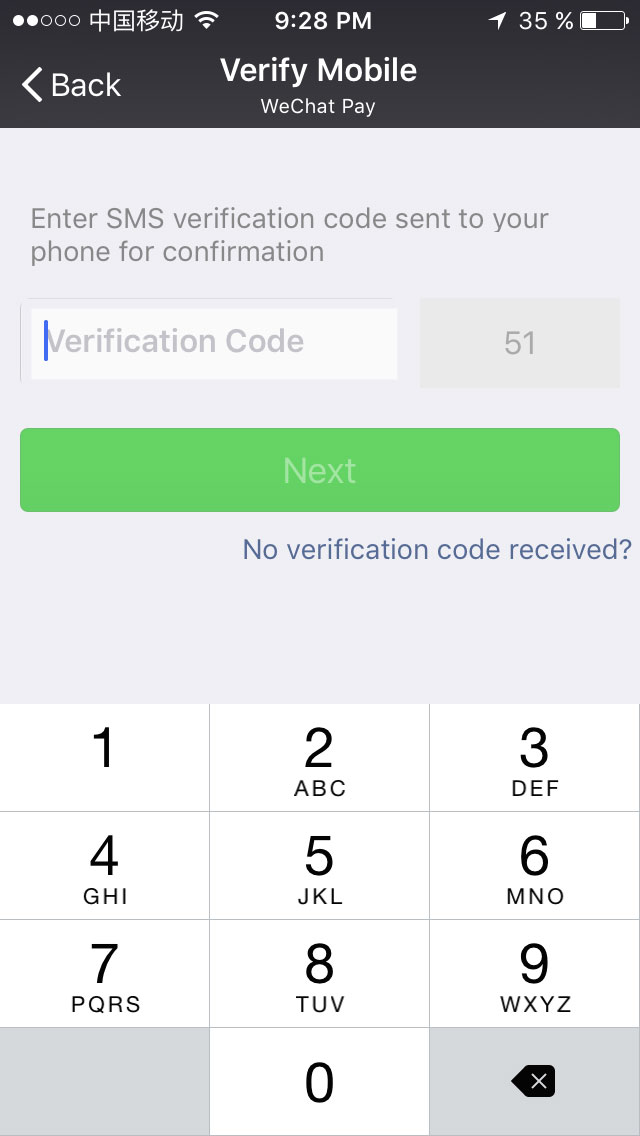 中国移动 9:28 PM 35 %
Back
Verify Mobile
WeChat Pay
Enter SMS verification code sent to your
phone for confirmation
Verification Code
51
Next
No verification code received?
1 2 3
ABC DEF
4 5 6
GHI JKL MNO
7 8 9
PQRS TUV WXYZ
0